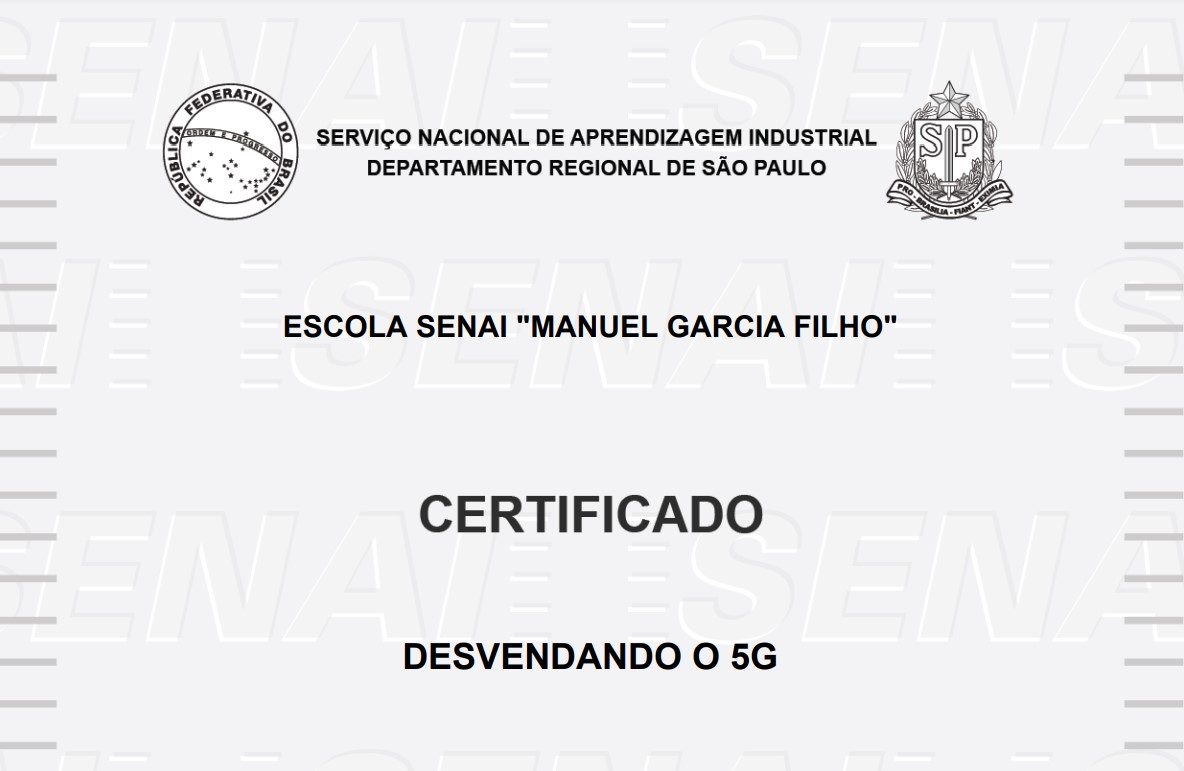 REPÚBLICA FEDERATIVA DO BRASIL
ORDEM E PROGRESSO
SERVIÇO NACIONAL DE APRENDIZAGEM INDUSTRIAL
DEPARTAMENTO REGIONAL DE SÃO PAULO
SP
PRO · BRASILIA · FIANT · EXIMIA
ESCOLA SENAI "MANUEL GARCIA FILHO"
CERTIFICADO
DESVENDANDO O 5G
SENAI